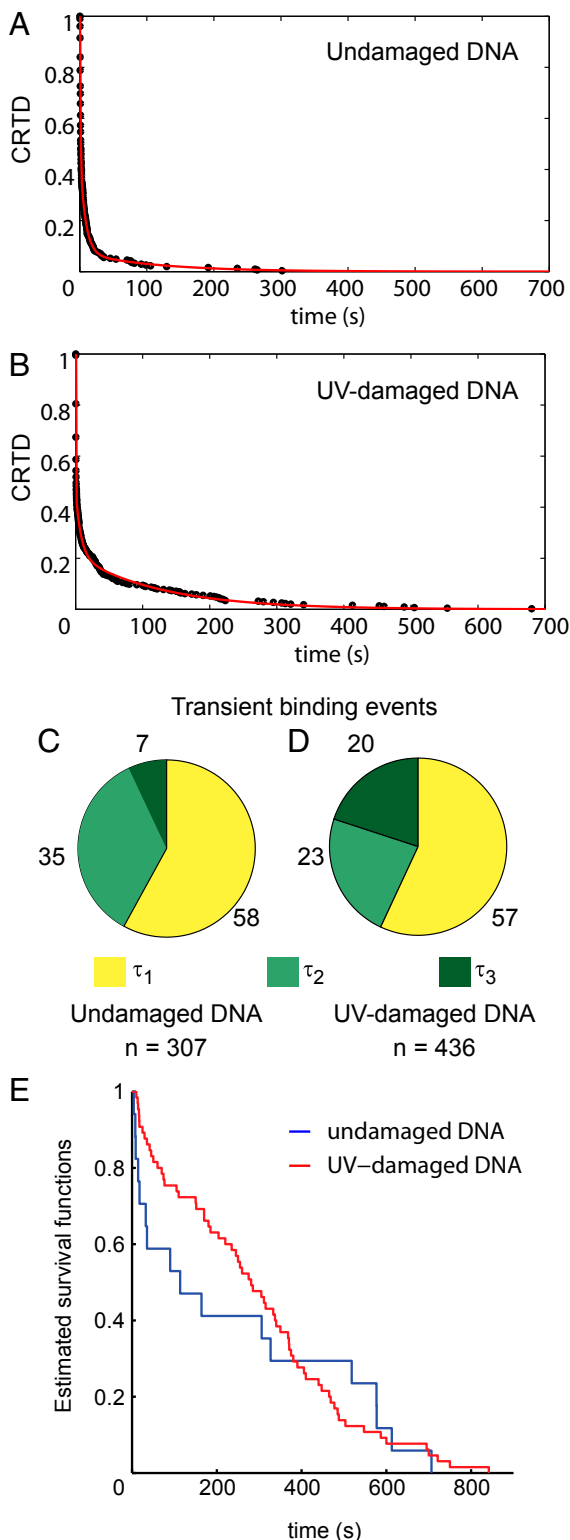 A
Undamaged DNA
CRTD
1
0.8
0.6
0.4
0.2
0 100 200 300 400 500 600 700
time (s)
B
UV-damaged DNA
CRTD
1
0.8
0.6
0.4
0.2
0 100 200 300 400 500 600 700
time (s)
Transient binding events
C
7
35
58
D
20
23
57
τ1 τ2 τ3
Undamaged DNA UV-damaged DNA
n = 307 n = 436
E
undamaged DNA
UV−damaged DNA
Estimated survival functions
1
0.8
0.6
0.4
0.2
0 200 400 600 800
time (s)